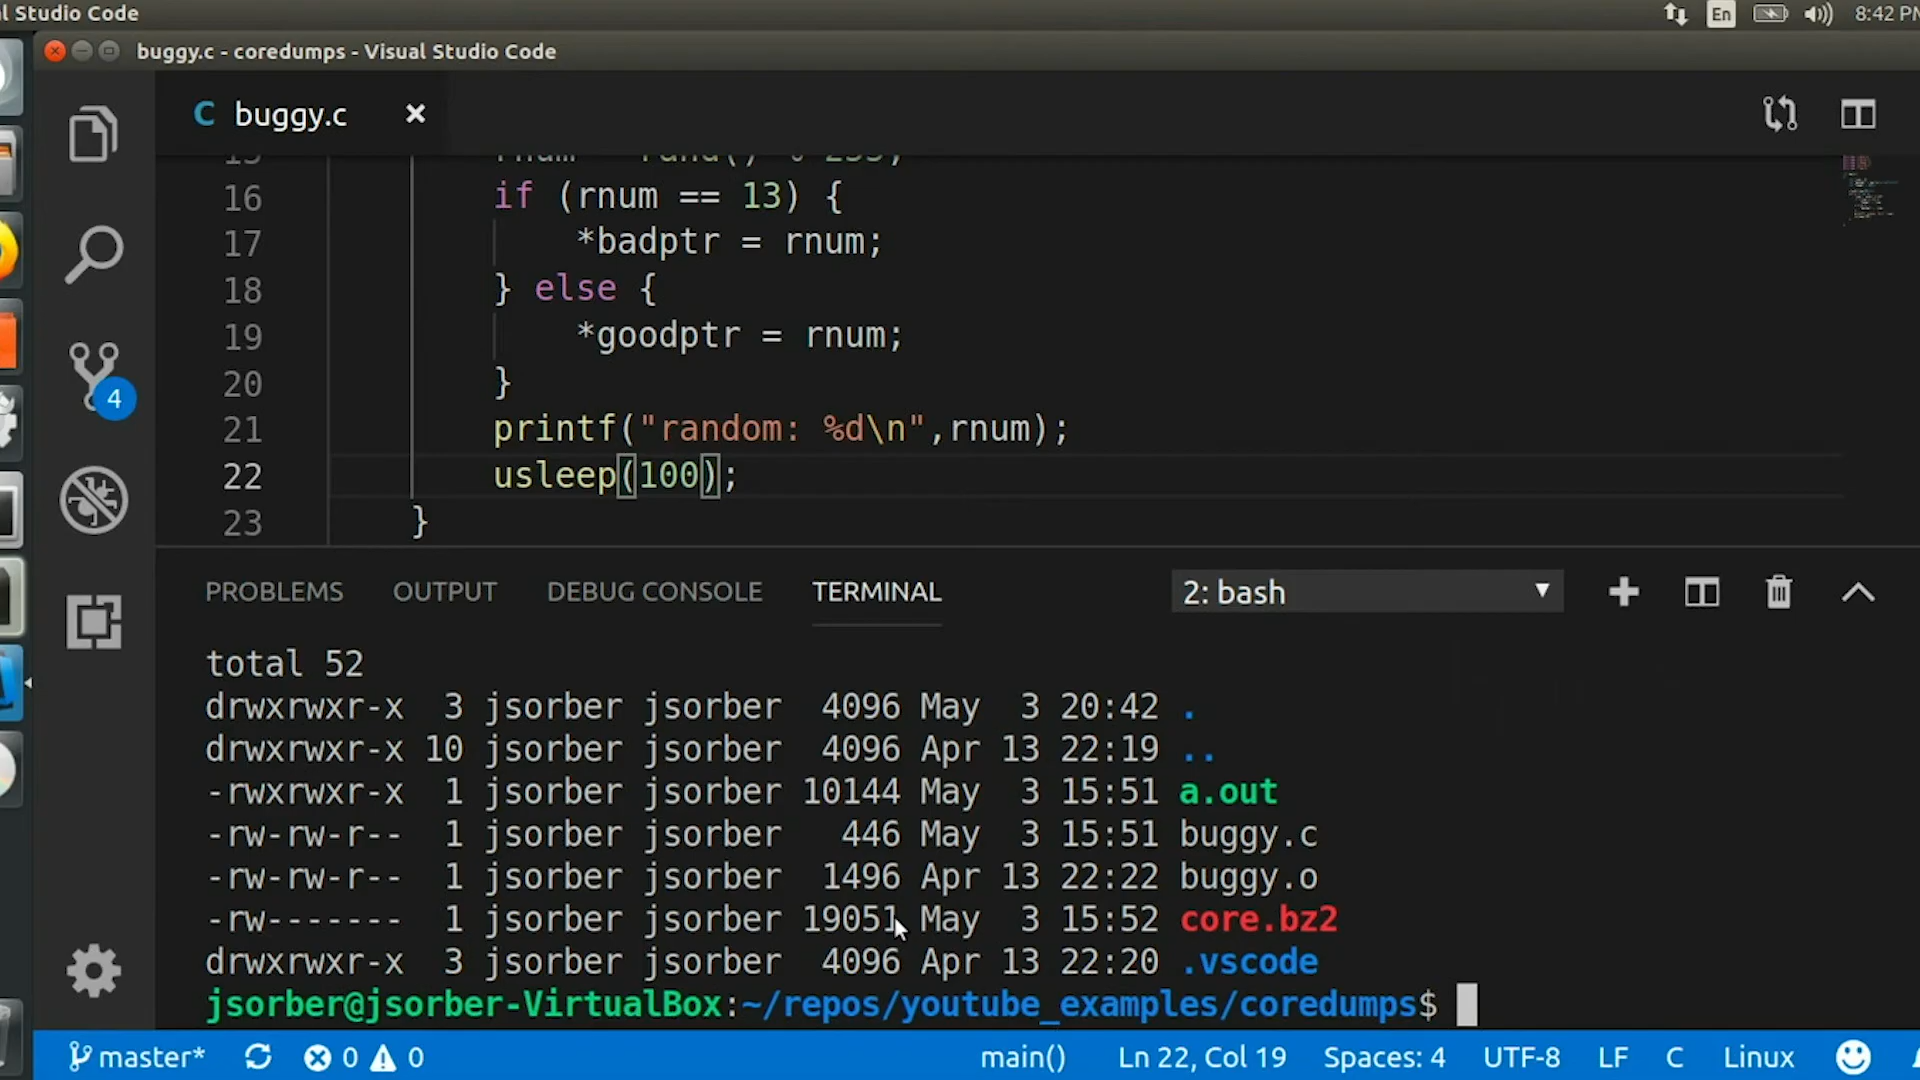 l Studio Code
En
8:42 PM
buggy.c - coredumps - Visual Studio Code
C buggy.c
16 if (rnum == 13) {
17 *badptr = rnum;
18 } else {
19 *goodptr = rnum;
20 }
21 printf("random: %d\n",rnum);
22 usleep(100);
23 }
4
PROBLEMS OUTPUT DEBUG CONSOLE TERMINAL 2: bash
total 52
drwxrwxr-x 3 jsorber jsorber 4096 May 3 20:42 .
drwxrwxr-x 10 jsorber jsorber 4096 Apr 13 22:19 ..
-rwxrwxr-x 1 jsorber jsorber 10144 May 3 15:51 a.out
-rw-rw-r-- 1 jsorber jsorber 446 May 3 15:51 buggy.c
-rw-rw-r-- 1 jsorber jsorber 1496 Apr 13 22:22 buggy.o
-rw------- 1 jsorber jsorber 19051 May 3 15:52 core.bz2
drwxrwxr-x 3 jsorber jsorber 4096 Apr 13 22:20 .vscode
jsorber@jsorber-VirtualBox:~/repos/youtube_examples/coredumps$
master* 0 0 main() Ln 22, Col 19 Spaces: 4 UTF-8 LF C Linux